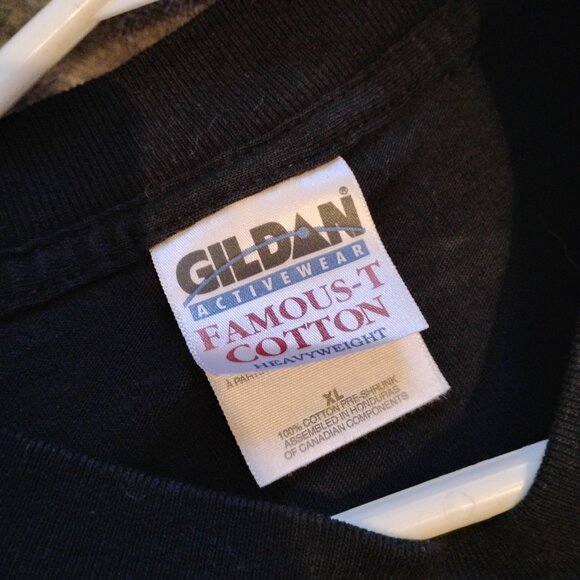 GILDAN®
ACTIVEWEAR
FAMOUS-T
COTTON
HEAVYWEIGHT
XL
100% COTTON PRE-SHRUNK
ASSEMBLED IN HONDURAS
OF CANADIAN COMPONENTS